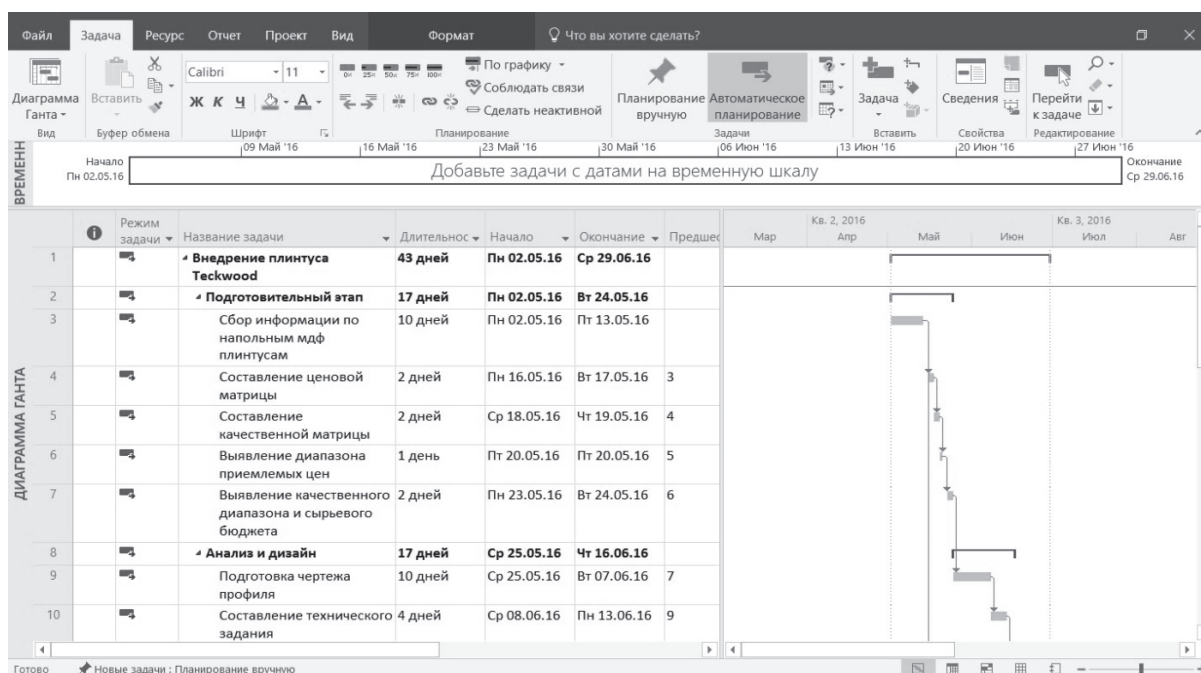 Файл Задача Ресурс Отчет Проект Вид Формат Что вы хотите сделать?
Диаграмма Ганта
Вид
Вставить
Буфер обмена
Calibri 11
Ж К Ч А
Шрифт
0× 25× 50× 75× 100×
По графику
Соблюдать связи
Сделать неактивной
Планирование
Планирование вручную
Автоматическое планирование
Задачи
Задача
Вставить
Сведения
Свойства
Перейти к задаче
Редактирование
ВРЕМЕНН
09 Май '16 16 Май '16 23 Май '16 30 Май '16 06 Июн '16 13 Июн '16 20 Июн '16 27 Июн '16
Начало
Пн 02.05.16
Добавьте задачи с датами на временную шкалу
Окончание
Ср 29.06.16
ДИАГРАММА ГАНТА
Режим задачи Название задачи Длительнос Начало Окончание Предшес
Кв. 2, 2016 Кв. 3, 2016
Мар Апр Май Июн Июл Авг
1 Внедрение плинтуса 43 дней Пн 02.05.16 Ср 29.06.16
Teckwood
2 Подготовительный этап 17 дней Пн 02.05.16 Вт 24.05.16
3 Сбор информации по 10 дней Пн 02.05.16 Пт 13.05.16
напольным мдф
плинтусам
4 Составление ценовой 2 дней Пн 16.05.16 Вт 17.05.16 3
матрицы
5 Составление 2 дней Ср 18.05.16 Чт 19.05.16 4
качественной матрицы
6 Выявление диапазона 1 день Пт 20.05.16 Пт 20.05.16 5
приемлемых цен
7 Выявление качественного 2 дней Пн 23.05.16 Вт 24.05.16 6
диапазона и сырьевого
бюджета
8 Анализ и дизайн 17 дней Ср 25.05.16 Чт 16.06.16
9 Подготовка чертежа 10 дней Ср 25.05.16 Вт 07.06.16 7
профиля
10 Составление технического 4 дней Ср 08.06.16 Пн 13.06.16 9
задания
Готово Новые задачи : Планирование вручную